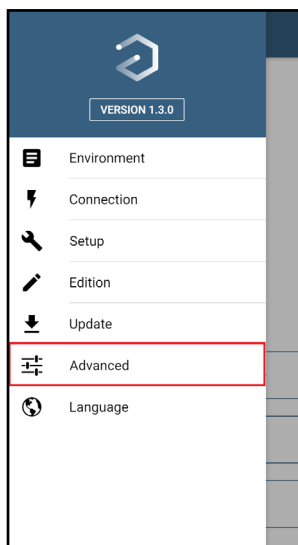 VERSION 1.3.0
Environment
Connection
Setup
Edition
Update
Advanced
Language